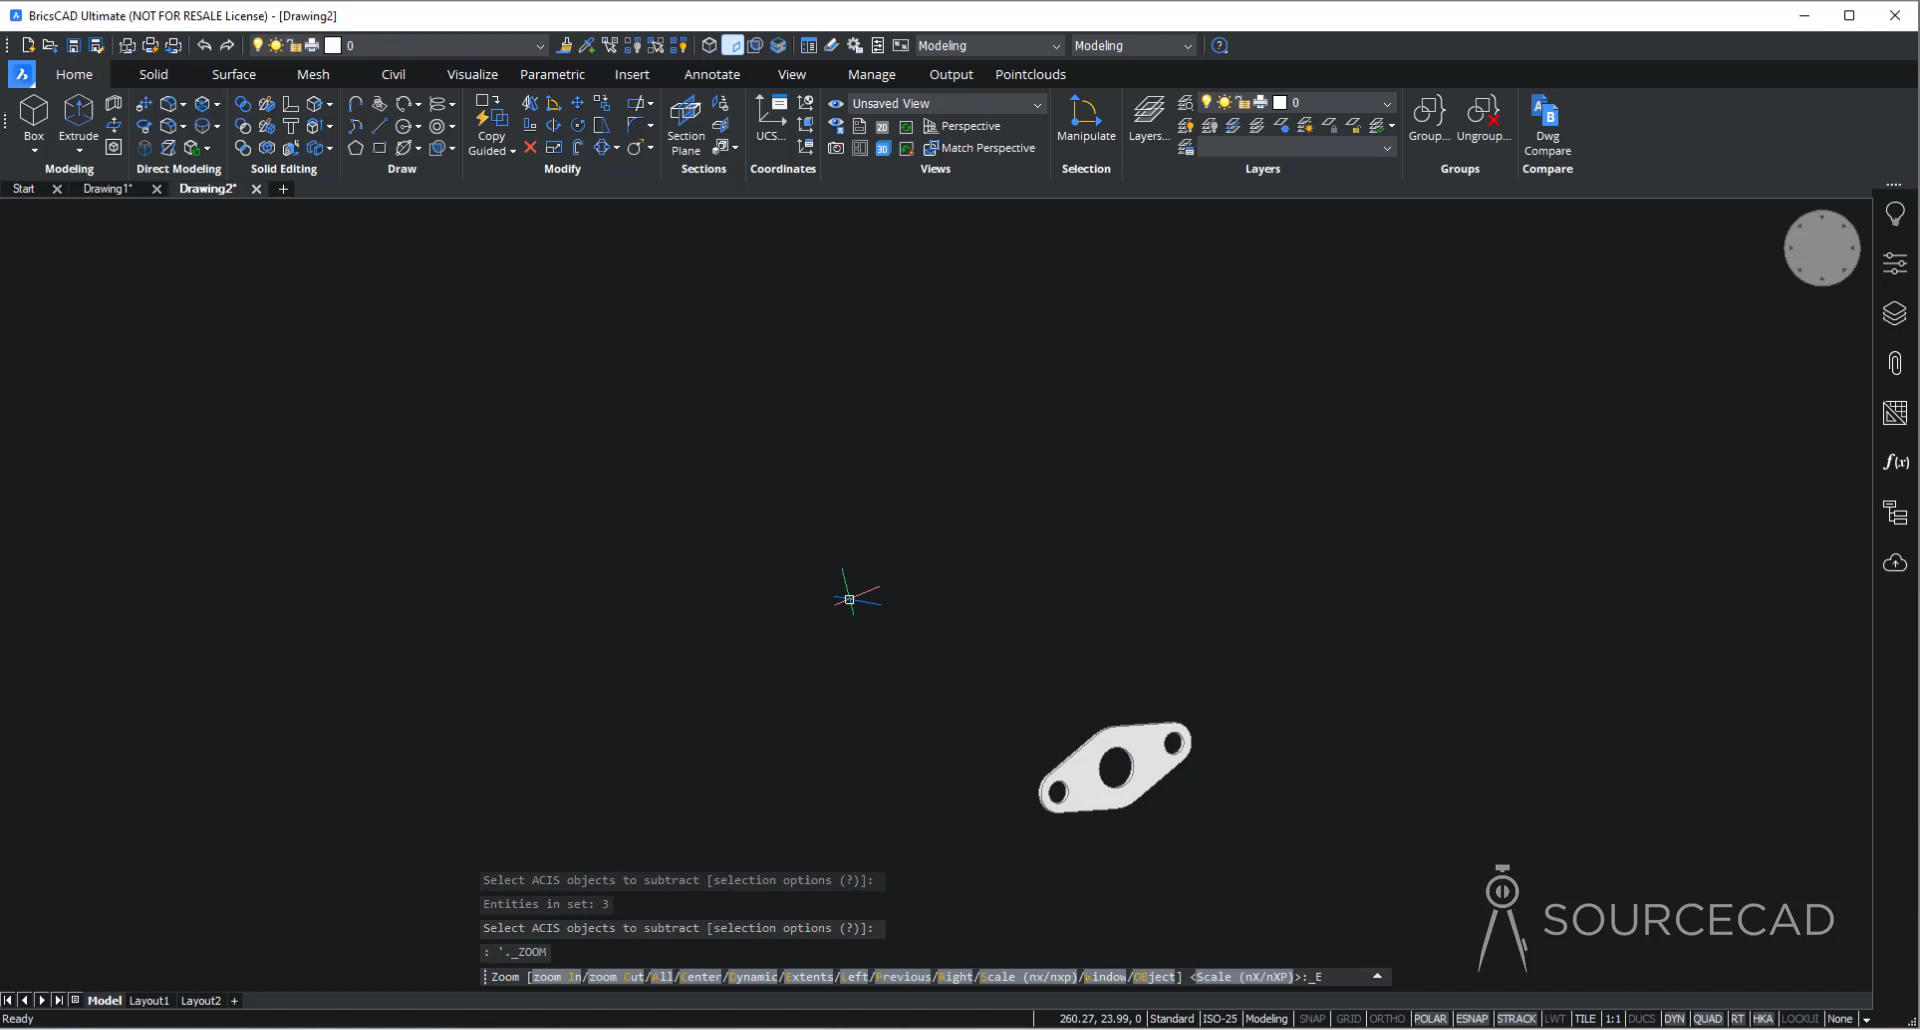 BricsCAD Ultimate (NOT FOR RESALE License) - [Drawing2]
0
Modeling
Modeling
Home Solid Surface Mesh Civil Visualize Parametric Insert Annotate View Manage Output Pointclouds
Box
Extrude
Modeling
Direct Modeling
Solid Editing
Draw
Copy
Guided
Modify
Section
Plane
Sections
UCS...
Coordinates
Unsaved View
2D
Perspective
3D
Match Perspective
Views
Manipulate
Selection
Layers...
0
Layers
Group...
Ungroup...
Groups
Dwg
Compare
Compare
Start Drawing1* Drawing2* +
f(x)
Select ACIS objects to subtract [selection options (?)]:
Entities in set: 3
Select ACIS objects to subtract [selection options (?)]:
: '._ZOOM
Zoom [zoom In/zoom Out/All/Center/Dynamic/Extents/Left/Previous/Right/Scale (nx/nxp)/Window/OBject] <Scale (nX/nXP)>:_E
SOURCECAD
Model Layout1 Layout2 +
Ready
260.27, 23.99, 0 Standard ISO-25 Modeling SNAP GRID ORTHO POLAR ESNAP STRACK LWT TILE 1:1 DUCS DYN QUAD RT HKA LOCKUI None